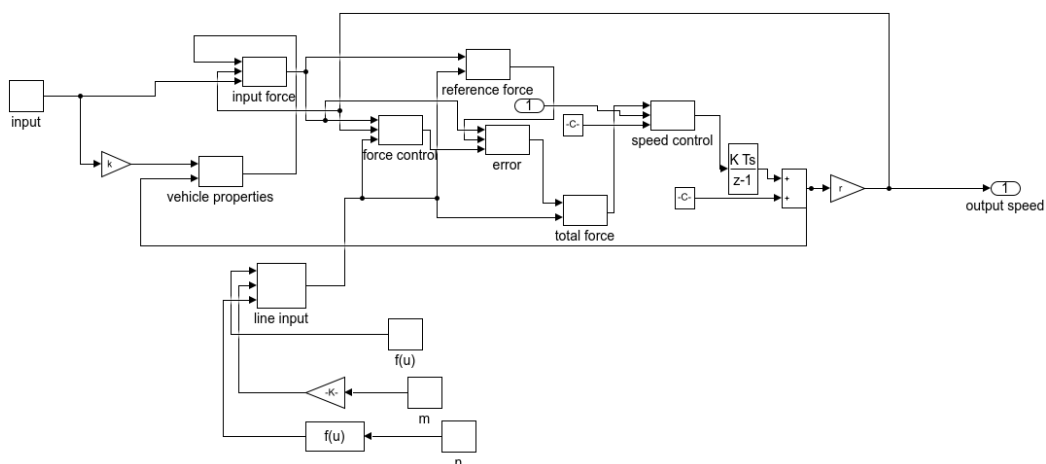 input force
reference force
input
1
-C-
speed control
force control
error
K Ts
z-1
k
vehicle properties
-C-
+
+
r
1
output speed
total force
line input
f(u)
-K-
m
f(u)
n